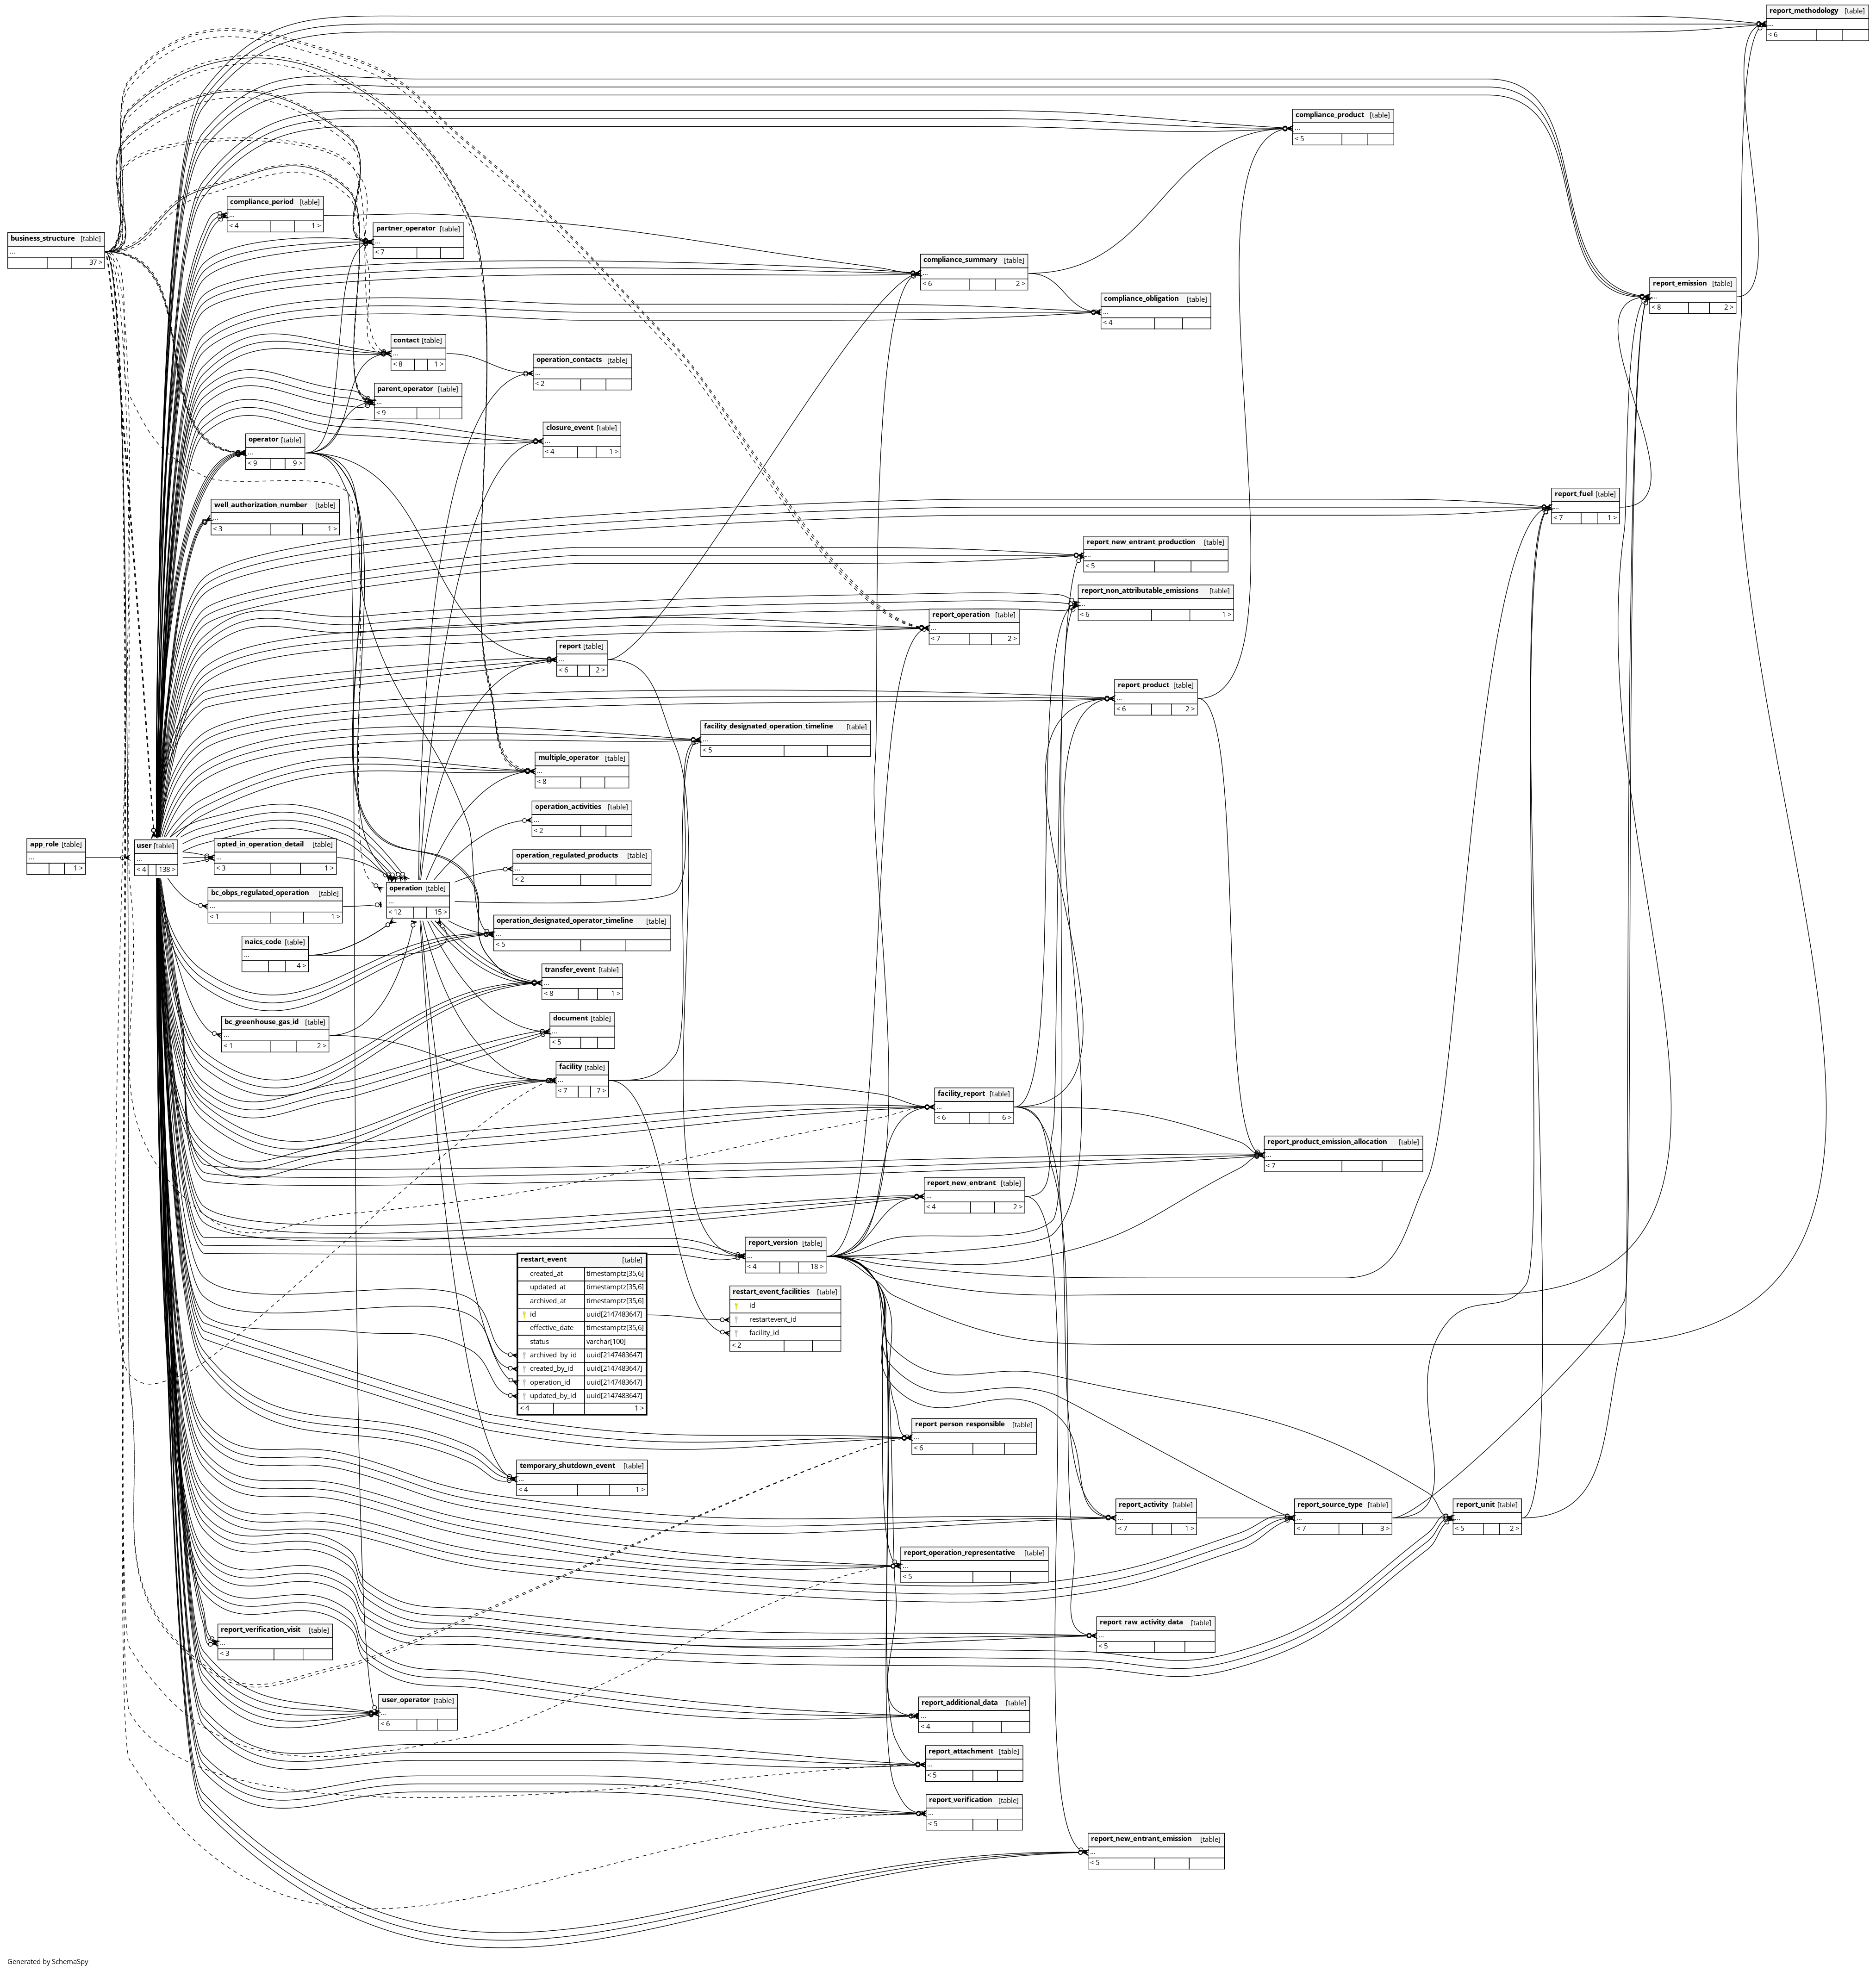 report_methodology [table]
...
< 6
compliance_product [table]
...
< 5
compliance_period [table]
...
< 4 1 >
partner_operator [table]
...
< 7
business_structure [table]
...
37 >
compliance_summary [table]
...
< 6 2 >
report_emission [table]
...
< 8 2 >
compliance_obligation [table]
...
< 4
contact [table]
...
< 8 1 >
operation_contacts [table]
...
< 2
parent_operator [table]
...
< 9
closure_event [table]
...
< 4 1 >
operator [table]
...
< 9 9 >
report_fuel [table]
...
< 7 1 >
well_authorization_number [table]
...
< 3 1 >
report_new_entrant_production [table]
...
< 5
report_non_attributable_emissions [table]
...
< 6 1 >
report_operation [table]
...
< 7 2 >
report [table]
...
< 6 2 >
report_product [table]
...
< 6 2 >
facility_designated_operation_timeline [table]
...
< 5
multiple_operator [table]
...
< 8
operation_activities [table]
...
< 2
app_role [table]
...
1 >
user [table]
...
< 4 138 >
opted_in_operation_detail [table]
...
< 3 1 >
operation_regulated_products [table]
...
< 2
bc_obps_regulated_operation [table]
...
< 1 1 >
operation [table]
...
< 12 15 >
operation_designated_operator_timeline [table]
...
< 5
naics_code [table]
...
4 >
transfer_event [table]
...
< 8 1 >
bc_greenhouse_gas_id [table]
...
< 1 2 >
document [table]
...
< 5
facility [table]
...
< 7 7 >
facility_report [table]
...
< 6 6 >
report_product_emission_allocation [table]
...
< 7
report_new_entrant [table]
...
< 4 2 >
report_version [table]
...
< 4 18 >
restart_event [table]
created_at timestamptz[35,6]
updated_at timestamptz[35,6]
archived_at timestamptz[35,6]
id uuid[2147483647]
effective_date timestamptz[35,6]
status varchar[100]
archived_by_id uuid[2147483647]
created_by_id uuid[2147483647]
operation_id uuid[2147483647]
updated_by_id uuid[2147483647]
< 4 1 >
restart_event_facilities [table]
id
restartevent_id
facility_id
< 2
report_person_responsible [table]
...
< 6
temporary_shutdown_event [table]
...
< 4 1 >
report_activity [table]
...
< 7 1 >
report_source_type [table]
...
< 7 3 >
report_unit [table]
...
< 5 2 >
report_operation_representative [table]
...
< 5
report_raw_activity_data [table]
...
< 5
report_verification_visit [table]
...
< 3
user_operator [table]
...
< 6
report_additional_data [table]
...
< 4
report_attachment [table]
...
< 5
report_verification [table]
...
< 5
report_new_entrant_emission [table]
...
< 5
Generated by SchemaSpy